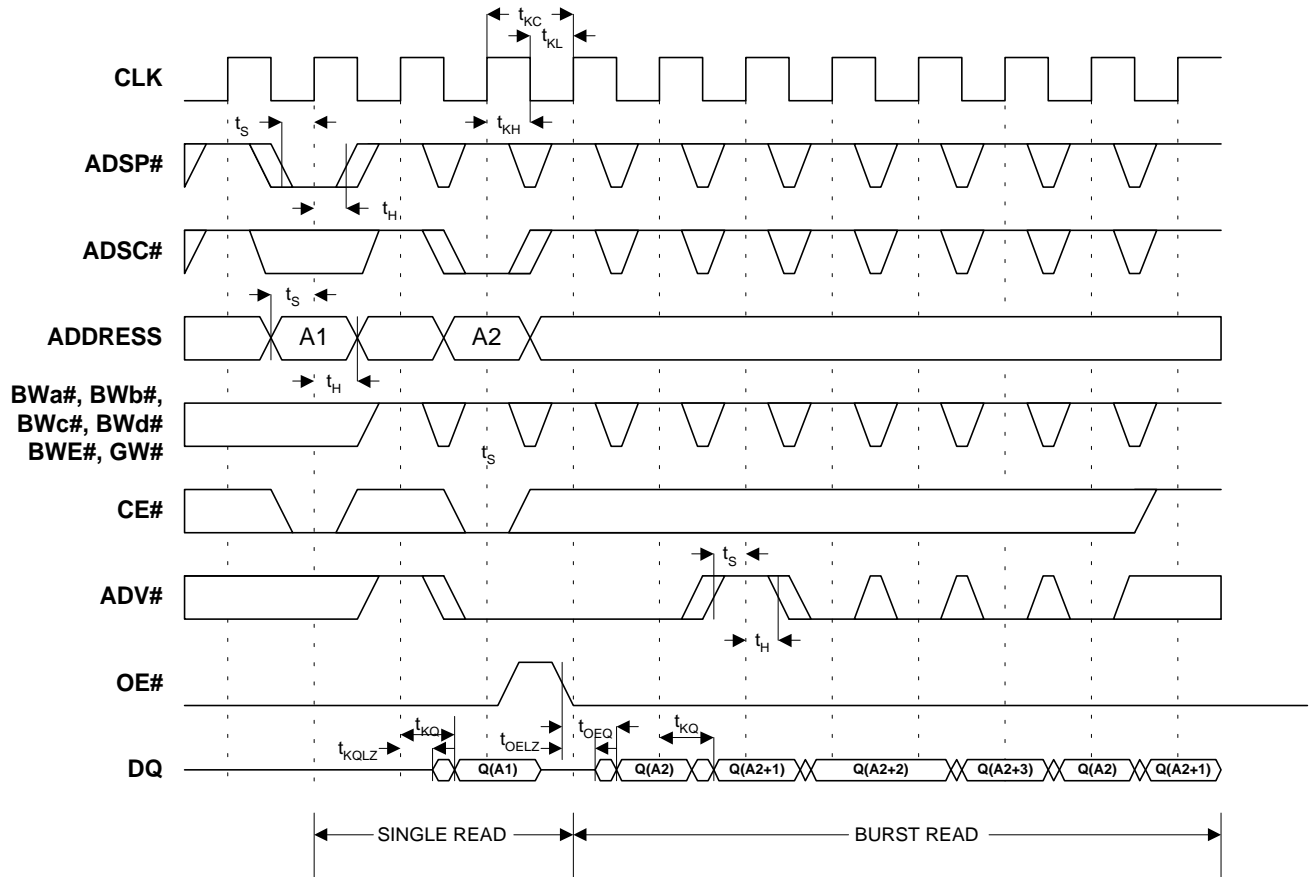 tKC
tKL
CLK
tS
tKH
ADSP#
tH
ADSC#
tS
ADDRESS
A1
A2
tH
BWa#, BWb#,
BWc#, BWd#
BWE#, GW#
tS
CE#
tS
ADV#
tH
OE#
tKQ
tOEQ
tKQ
tKQLZ
tOELZ
DQ
Q(A1)
Q(A2)
Q(A2+1)
Q(A2+2)
Q(A2+3)
Q(A2)
Q(A2+1)
SINGLE READ
BURST READ